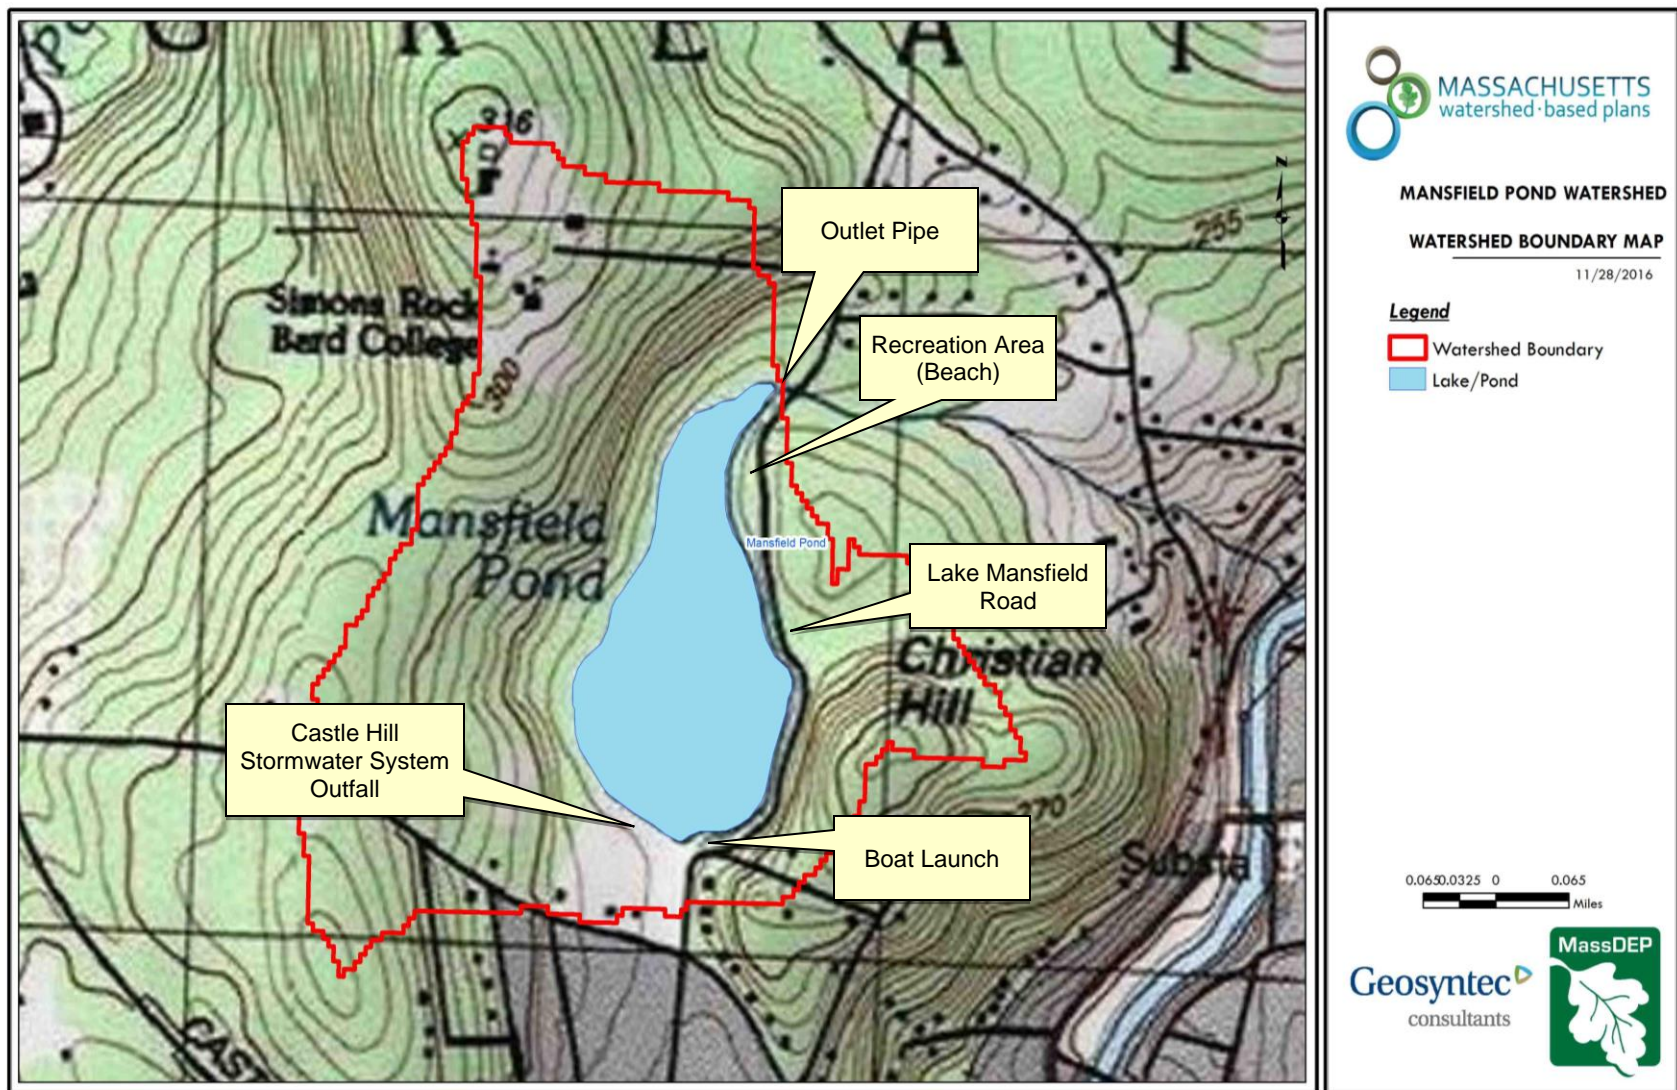 G R E A T
316
255
Outlet Pipe
Recreation Area
(Beach)
Simons Rock
Bard College
300
Mansfield
Pond
Mansfield Pond
Lake Mansfield
Road
Christian
Hill
Castle Hill
Stormwater System
Outfall
270
Boat Launch
Substa
CAST
MASSACHUSETTS
watershed·based plans
MANSFIELD POND WATERSHED
WATERSHED BOUNDARY MAP
11/28/2016
Z
Legend
Watershed Boundary
Lake/Pond
0.065 0.0325 0 0.065
Miles
Geosyntec
consultants
MassDEP